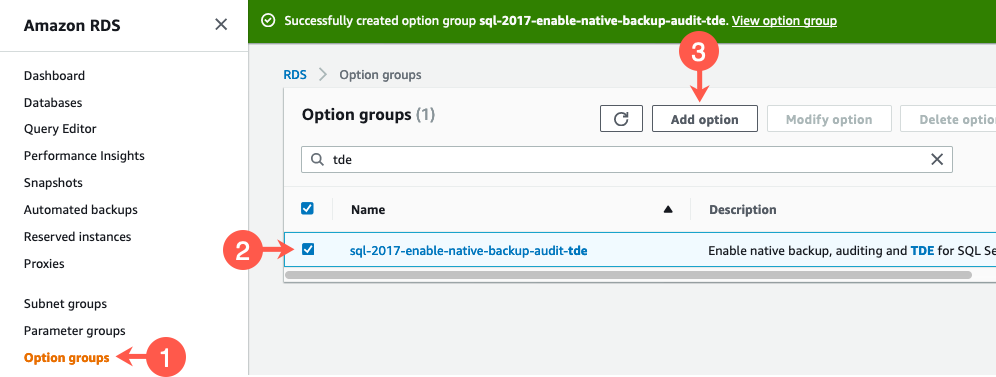 Amazon RDS
Successfully created option group sql-2017-enable-native-backup-audit-tde. View option group
3
Dashboard
Databases
Query Editor
Performance Insights
Snapshots
Automated backups
Reserved instances
Proxies
Subnet groups
Parameter groups
Option groups
1
RDS Option groups
Option groups (1)
Add option
Modify option
Delete optio
tde
Name
Description
2
sql-2017-enable-native-backup-audit-tde
Enable native backup, auditing and TDE for SQL Se